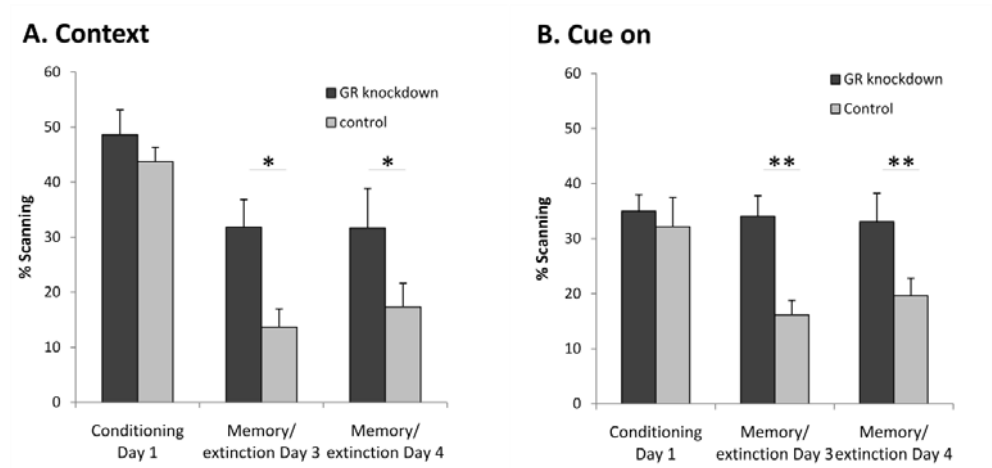 A. Context
60
50
40
30
20
10
0
% Scanning
GR knockdown
control
*
*
Conditioning
Day 1
Memory/
extinction Day 3
Memory/
extinction Day 4
B. Cue on
60
50
40
30
20
10
0
% Scanning
GR knockdown
Control
**
**
Conditioning
Day 1
Memory/
extinction Day 3
Memory/
extinction Day 4